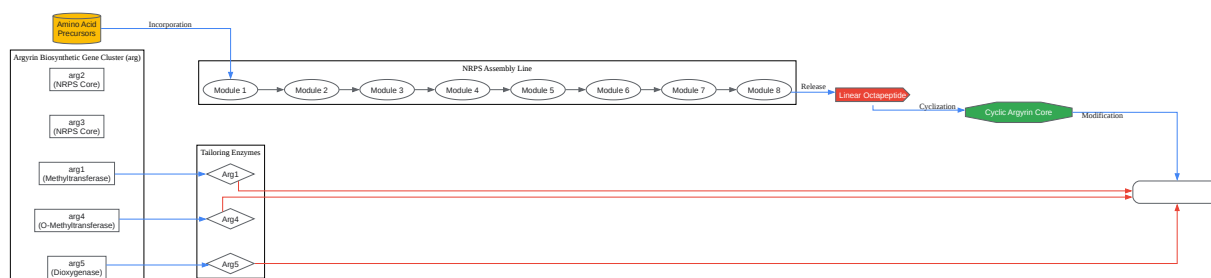 Amino Acid
Precursors
Incorporation
Argyrin Biosynthetic Gene Cluster (arg)
arg2
(NRPS Core)
arg3
(NRPS Core)
arg1
(Methyltransferase)
arg4
(O-Methyltransferase)
arg5
(Dioxygenase)
NRPS Assembly Line
Module 1
Module 2
Module 3
Module 4
Module 5
Module 6
Module 7
Module 8
Release
Linear Octapeptide
Cyclization
Cyclic Argyrin Core
Modification
Tailoring Enzymes
Arg1
Arg4
Arg5